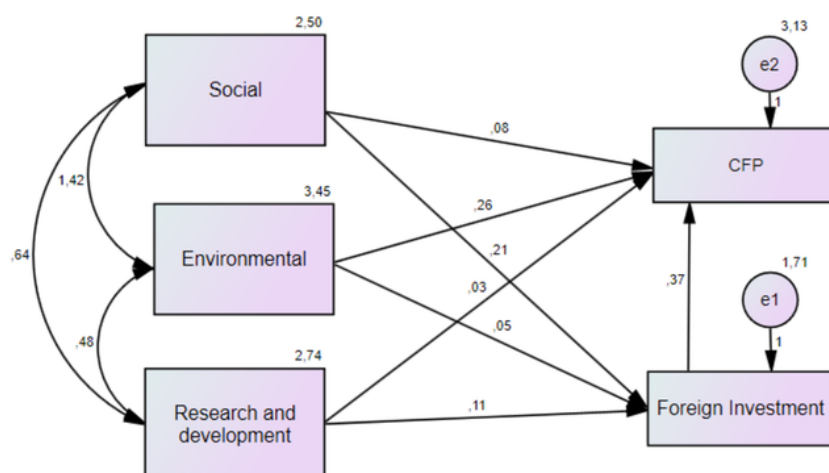 2,50
3,13
Social
e2
1
,08
CFP
1,42
3,45
,26
Environmental
,21
1,71
,64
,03
,37
e1
,05
,48
2,74
1
Research and
development
,11
Foreign Investment